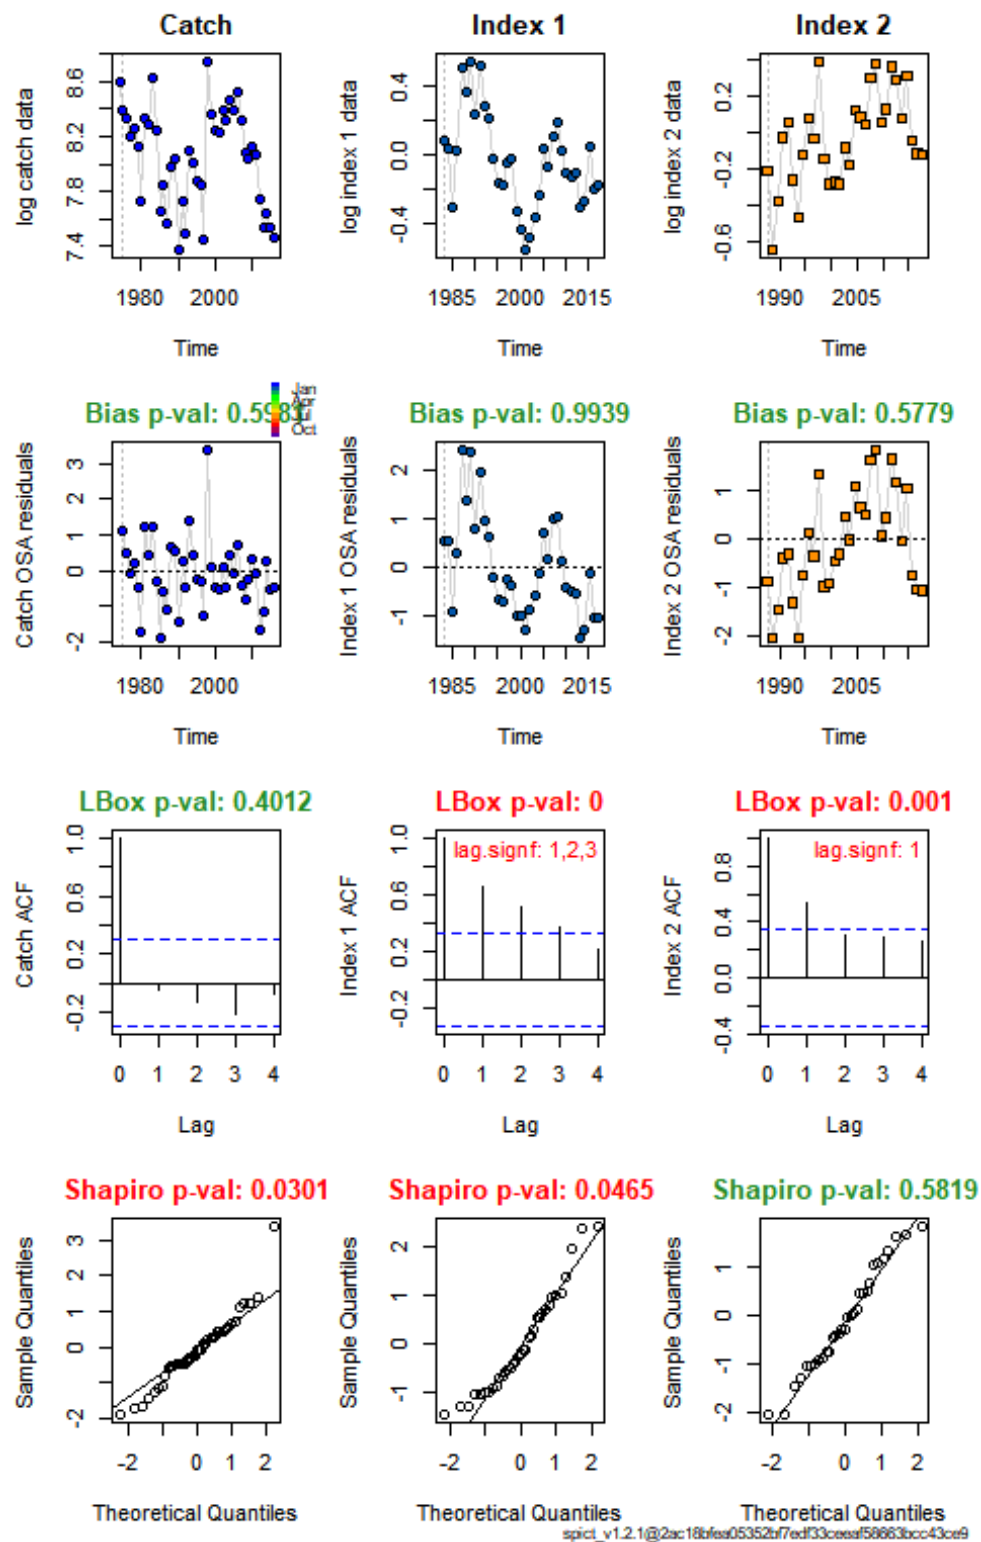 Catch Index 1 Index 2
log catch data
7.4 7.8 8.2 8.6
1980 2000
Time
log index 1 data
-0.4 0.0 0.4
1985 2000 2015
Time
log index 2 data
-0.6 -0.2 0.2
1990 2005
Time
Jan
Apr
Jul
Oct
Bias p-val: 0.5983 Bias p-val: 0.9939 Bias p-val: 0.5779
Catch OSA residuals
-2 0 1 2 3
1980 2000
Time
Index 1 OSA residuals
-1 0 1 2
1985 2000 2015
Time
Index 2 OSA residuals
-2 -1 0 1
1990 2005
Time
LBox p-val: 0.4012 LBox p-val: 0 LBox p-val: 0.001
Catch ACF
-0.2 0.2 0.6 1.0
0 1 2 3 4
Lag
lag.signf: 1,2,3
Index 1 ACF
-0.2 0.2 0.6 1.0
0 1 2 3 4
Lag
lag.signf: 1
Index 2 ACF
-0.4 0.0 0.4 0.8
0 1 2 3 4
Lag
Shapiro p-val: 0.0301 Shapiro p-val: 0.0465 Shapiro p-val: 0.5819
Sample Quantiles
-2 0 1 2 3
-2 0 1 2
Theoretical Quantiles
Sample Quantiles
-1 0 1 2
-2 0 1 2
Theoretical Quantiles
Sample Quantiles
-2 -1 0 1
-2 0 1 2
Theoretical Quantiles